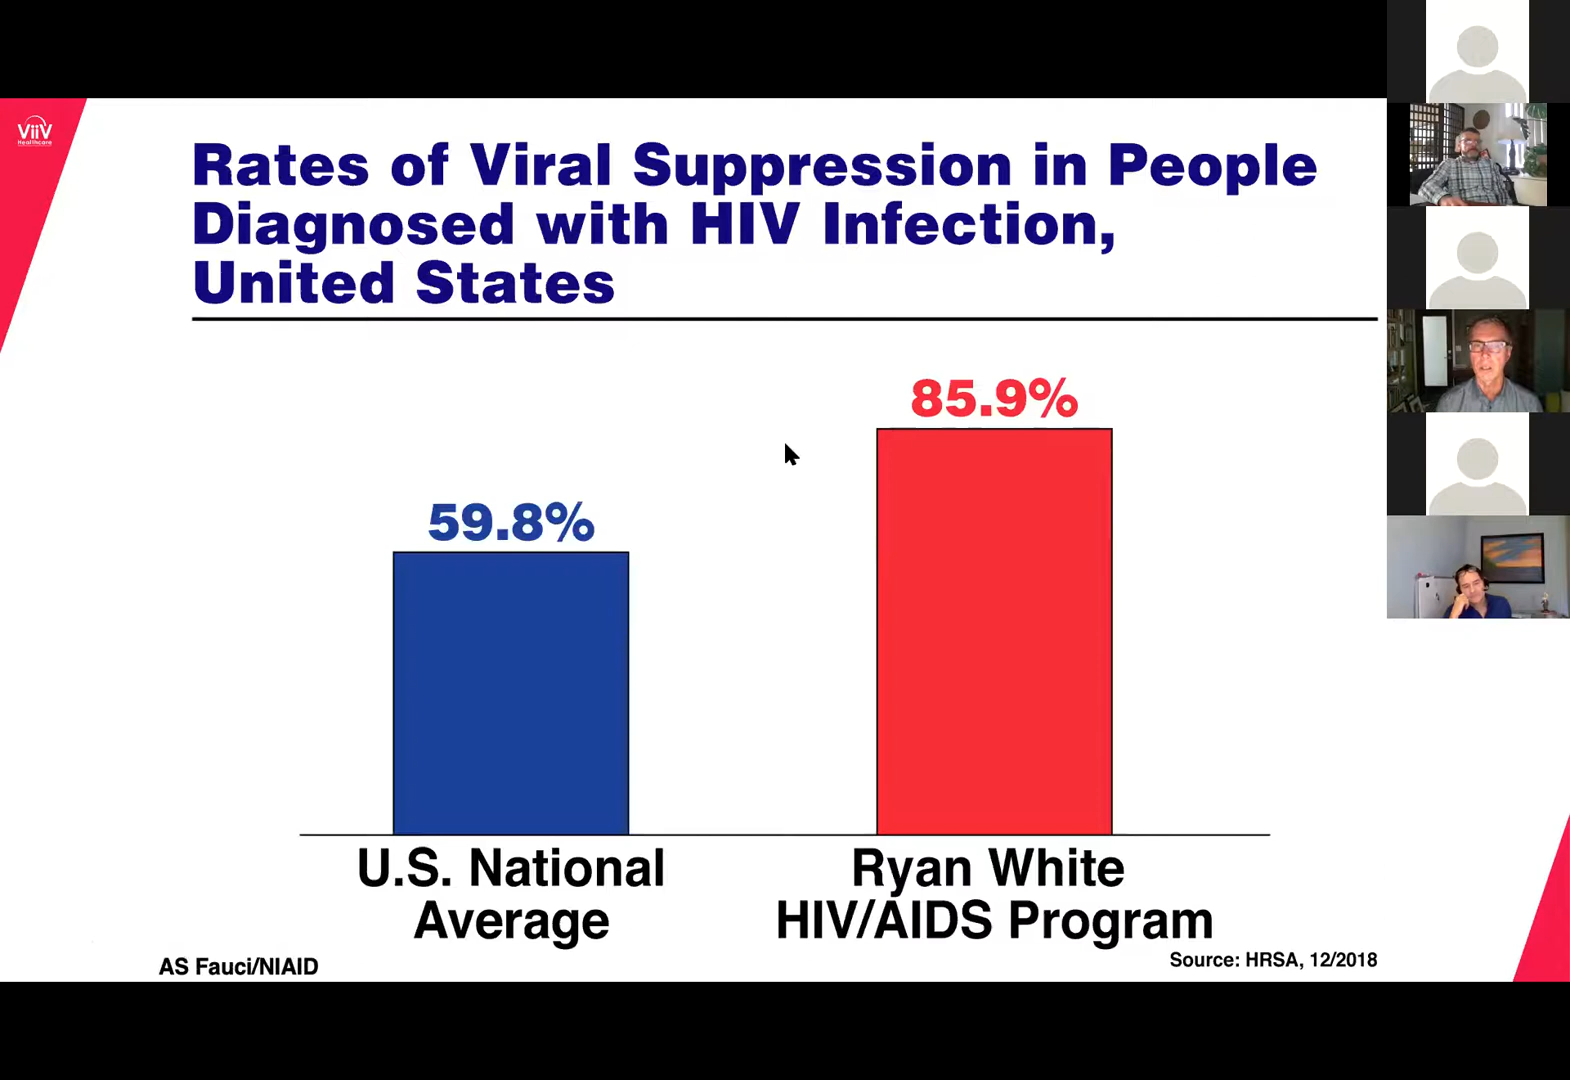 ViiV
Healthcare
Rates of Viral Suppression in People
Diagnosed with HIV Infection,
United States
59.8%
85.9%
U.S. National
Average
Ryan White
HIV/AIDS Program
AS Fauci/NIAID
Source: HRSA, 12/2018